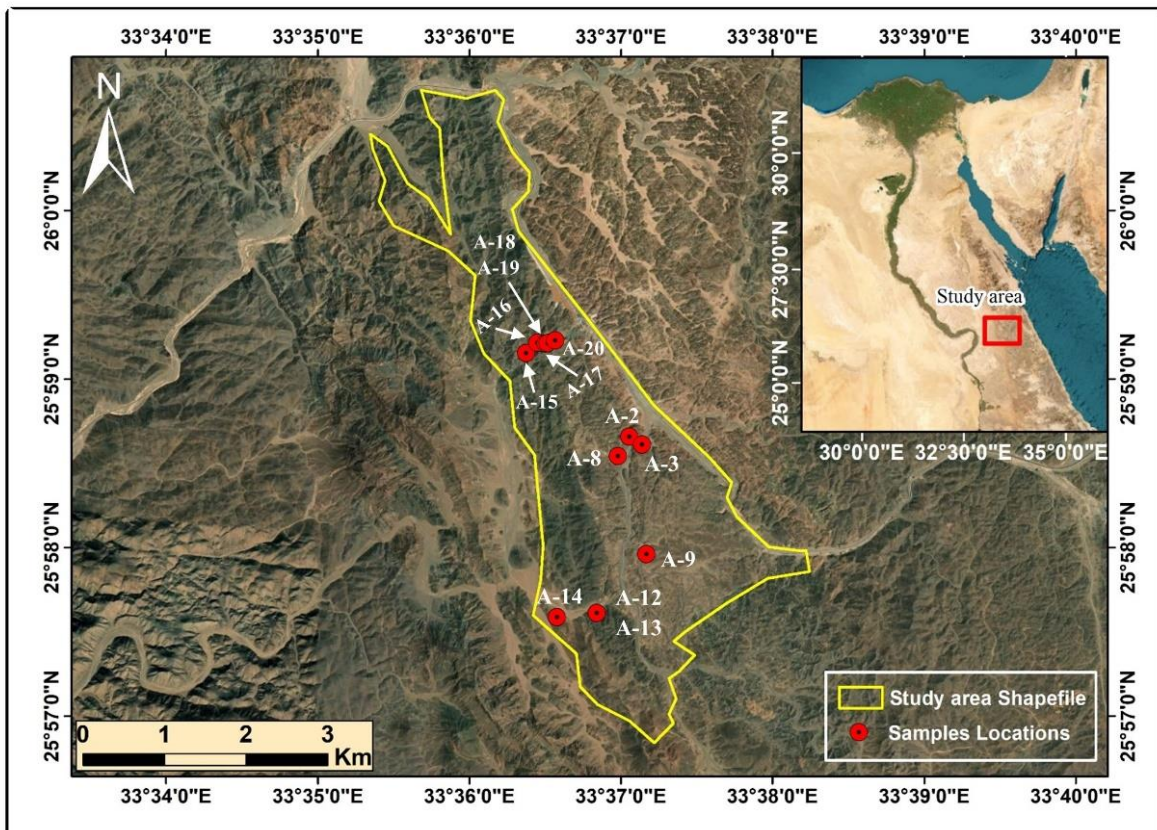 33°34'0"E 33°35'0"E 33°36'0"E 33°37'0"E 33°38'0"E 33°39'0"E 33°40'0"E
N
26°0'0"N
25°59'0"N
25°58'0"N
25°57'0"N
A-18
A-19
A-16
A-20
A-17
A-15
A-2
A-8
A-3
A-9
A-14
A-12
A-13
30°0'0"N
27°30'0"N
25°0'0"N
Study area
30°0'0"E 32°30'0"E 35°0'0"E
26°0'0"N
25°59'0"N
25°58'0"N
25°57'0"N
Study area Shapefile
Samples Locations
0 1 2 3
Km
33°34'0"E 33°35'0"E 33°36'0"E 33°37'0"E 33°38'0"E 33°39'0"E 33°40'0"E